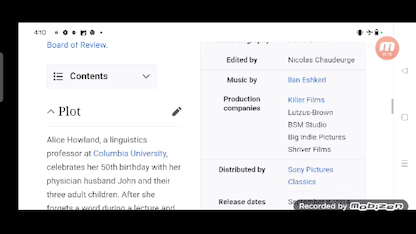 4:10
Board of Review.
Contents
Plot
Alice Howland, a linguistics
professor at Columbia University,
celebrates her 50th birthday with her
physician husband John and their
three adult children. After she
forgets a word during a lecture and
Edited by Nicolas Chaudeurge
Music by Ilan Eshkeri
Production companies Killer Films
Lutzus-Brown
BSM Studio
Big Indie Pictures
Shriver Films
Distributed by Sony Pictures
Classics
Release dates
Recorded by mobizen